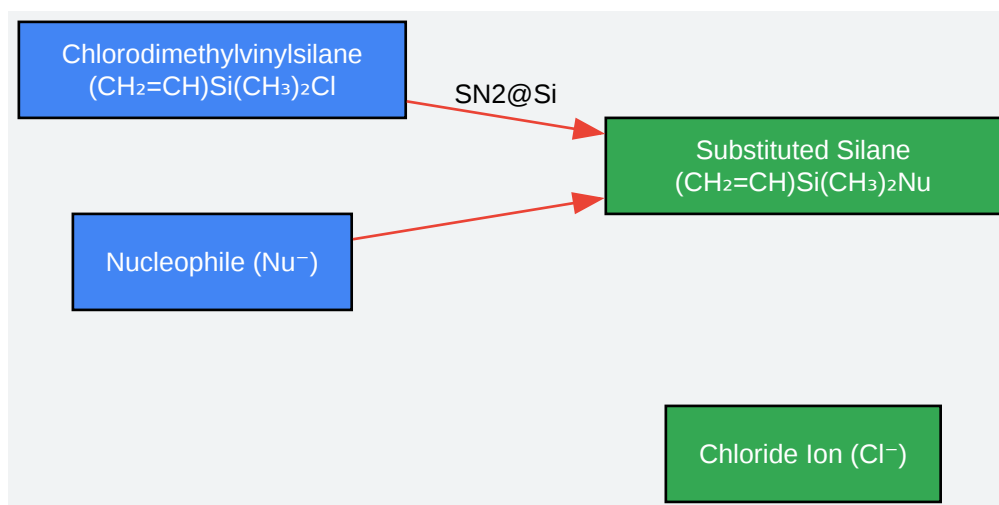 Chlorodimethylvinylsilane
(CH₂=CH)Si(CH₃)₂Cl
SN2@Si
Substituted Silane
(CH₂=CH)Si(CH₃)₂Nu
Nucleophile (Nu⁻)
Chloride Ion (Cl⁻)